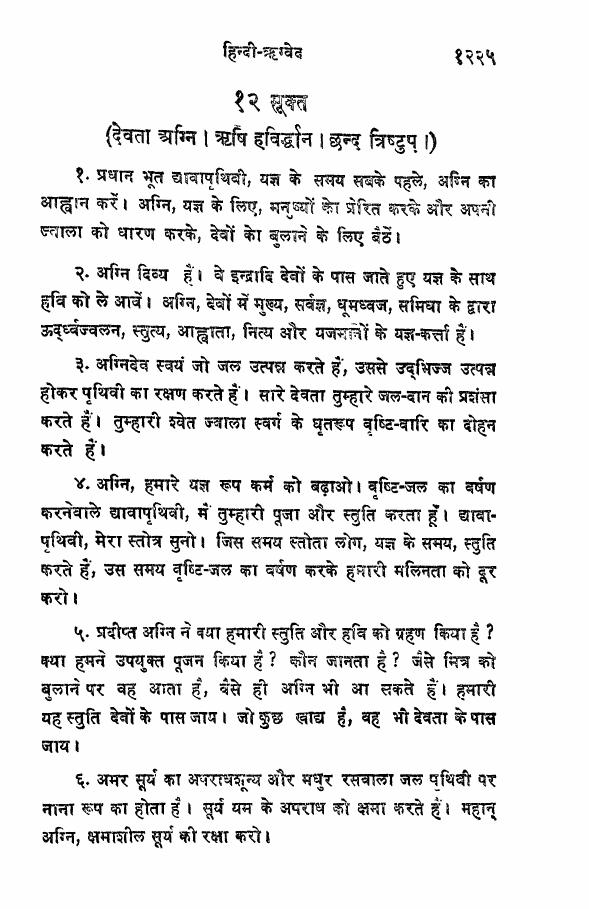 हिन्दी-ऋग्वेद १२२५
१२ सूक्त
(देवता अग्नि । ऋषि हविर्द्धान । छन्द त्रिष्टुप् ।)
१. प्रधान भूत द्यावापृथिवी, यज्ञ के समय सबके पहले, अग्नि का
आह्वान करें। अग्नि, यज्ञ के लिए, मनुष्यों को प्रेरित करके और अपनी
ज्वाला को धारण करके, देवों को बुलाने के लिए बैठें।
२. अग्नि दिव्य हैं। वे इन्द्रादि देवों के पास जाते हुए यज्ञ के साथ
हवि को ले आवें। अग्नि, देवों में मुख्य, सर्वज्ञ, धूमध्वज, समिधा के द्वारा
ऊद्र्ध्वज्वलन, स्तुत्य, आह्वाता, नित्य और यजमानों के यज्ञ-कर्त्ता हैं।
३. अग्निदेव स्वयं जो जल उत्पन्न करते हैं, उससे उद्भिज्ज उत्पन्न
होकर पृथिवी का रक्षण करते हैं। सारे देवता तुम्हारे जल-दान की प्रशंसा
करते हैं। तुम्हारी श्वेत ज्वाला स्वर्ग के घृतरूप वृष्टि-वारि का दोहन
करते हैं।
४. अग्नि, हमारे यज्ञ रूप कर्म को बढ़ाओ। वृष्टि-जल का वर्षण
करनेवाले द्यावापृथिवी, मैं तुम्हारी पूजा और स्तुति करता हूँ। द्यावा-
पृथिवी, मेरा स्तोत्र सुनो। जिस समय स्तोता लोग, यज्ञ के समय, स्तुति
करते हैं, उस समय वृष्टि-जल का वर्षण करके हमारी मलिनता को दूर
करो।
५. प्रदीप्त अग्नि ने क्या हमारी स्तुति और हवि को ग्रहण किया है?
क्या हमने उपयुक्त पूजन किया है? कौन जानता है? जैसे मित्र को
बुलाने पर वह आता है, वैसे ही अग्नि भी आ सकते हैं। हमारी
यह स्तुति देवों के पास जाय। जो कुछ खाद्य है, वह भी देवता के पास
जाय।
६. अमर सूर्य का अपराधशून्य और मधुर रसवाला जल पृथिवी पर
नाना रूप का होता है। सूर्य यम के अपराध को क्षमा करते हैं। महान्
अग्नि, क्षमाशील सूर्य की रक्षा करो।